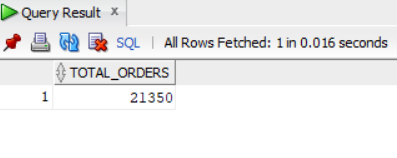 Query Result x
SQL | All Rows Fetched: 1 in 0.016 seconds
TOTAL_ORDERS
1 21350